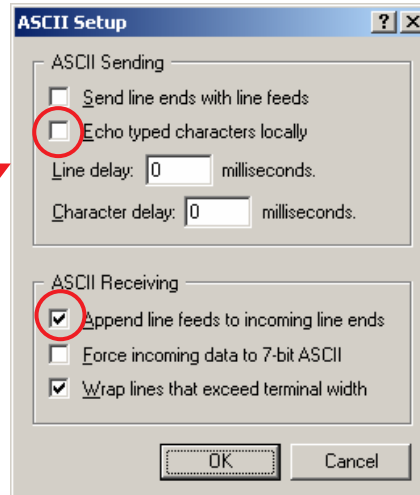 ASCII Setup
ASCII Sending
Send line ends with line feeds
Echo typed characters locally
Line delay: 0 milliseconds.
Character delay: 0 milliseconds.
ASCII Receiving
Append line feeds to incoming line ends
Force incoming data to 7-bit ASCII
Wrap lines that exceed terminal width
OK Cancel